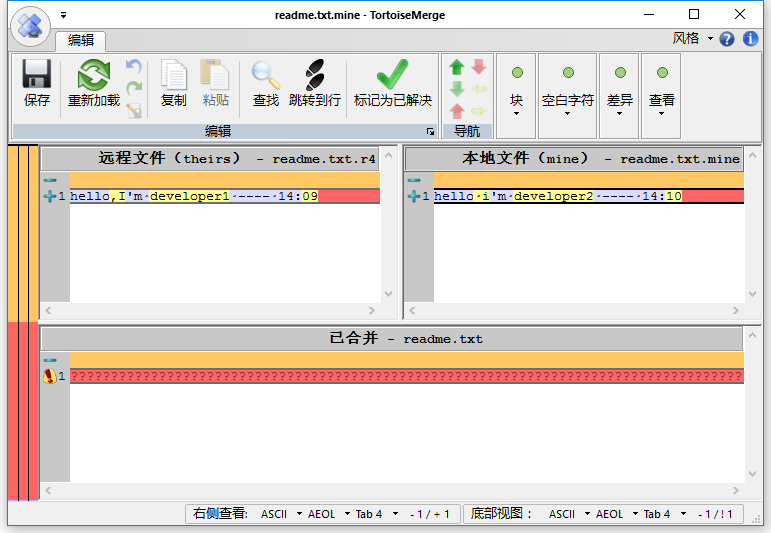 readme.txt.mine - TortoiseMerge
编辑
风格
保存
重新加载
复制
粘贴
查找
跳转到行
标记为已解决
编辑
导航
块
空白字符
差异
查看
远程文件（theirs） - readme.txt.r4
1 hello,I'm·developer1·----·14:09
本地文件（mine） - readme.txt.mine
1 hello·i'm·developer2·----·14:10
已合并 - readme.txt
1 ????????????????????????????????????????????????????????????????????????????????????
右侧查看: ASCII AEOL Tab 4 - 1 / + 1
底部视图： ASCII AEOL Tab 4 - 1 / ! 1